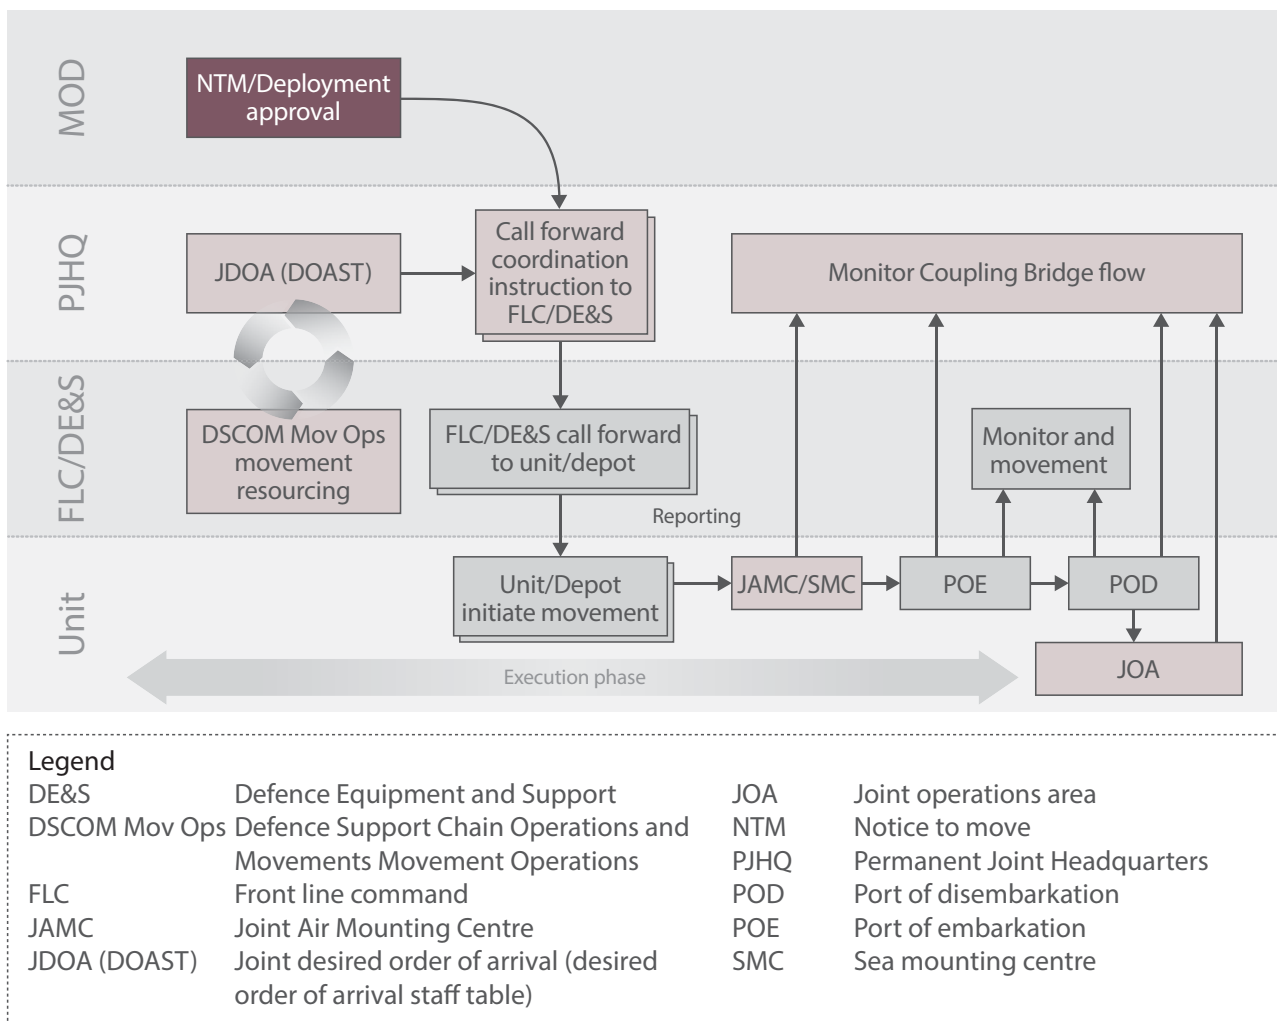 MOD
NTM/Deployment
approval
PJHQ
JDOA (DOAST)
Call forward
coordination
instruction to
FLC/DE&S
Monitor Coupling Bridge flow
FLC/DE&S
DSCOM Mov Ops
movement
resourcing
FLC/DE&S call forward
to unit/depot
Monitor and
movement
Reporting
Unit
Unit/Depot
initiate movement
JAMC/SMC
POE
POD
JOA
Execution phase
Legend
DE&S Defence Equipment and Support
DSCOM Mov Ops Defence Support Chain Operations and
Movements Movement Operations
FLC Front line command
JAMC Joint Air Mounting Centre
JDOA (DOAST) Joint desired order of arrival (desired
order of arrival staff table)
JOA Joint operations area
NTM Notice to move
PJHQ Permanent Joint Headquarters
POD Port of disembarkation
POE Port of embarkation
SMC Sea mounting centre